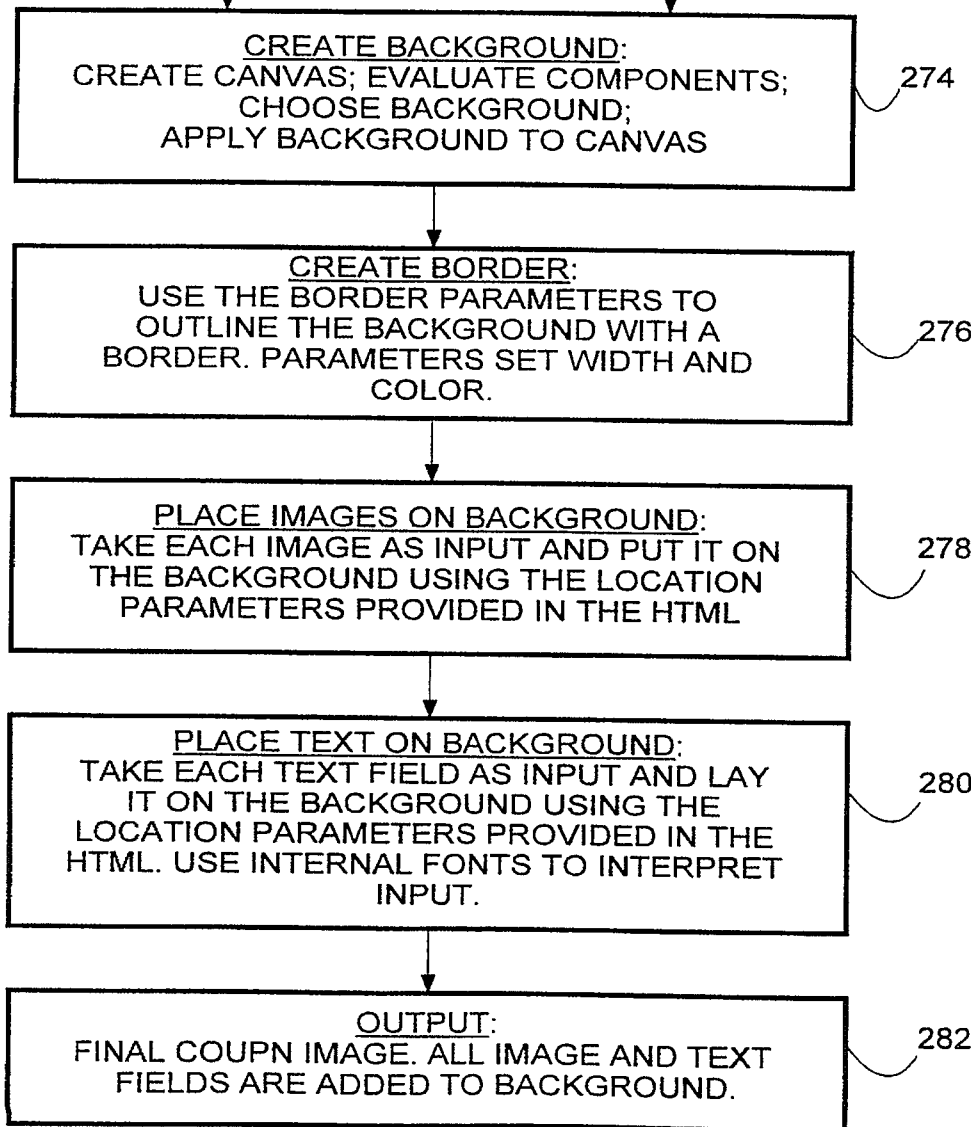 CREATE BACKGROUND:
CREATE CANVAS; EVALUATE COMPONENTS;
CHOOSE BACKGROUND;
APPLY BACKGROUND TO CANVAS
274
CREATE BORDER:
USE THE BORDER PARAMETERS TO
OUTLINE THE BACKGROUND WITH A
BORDER. PARAMETERS SET WIDTH AND
COLOR.
276
PLACE IMAGES ON BACKGROUND:
TAKE EACH IMAGE AS INPUT AND PUT IT ON
THE BACKGROUND USING THE LOCATION
PARAMETERS PROVIDED IN THE HTML
278
PLACE TEXT ON BACKGROUND:
TAKE EACH TEXT FIELD AS INPUT AND LAY
IT ON THE BACKGROUND USING THE
LOCATION PARAMETERS PROVIDED IN THE
HTML. USE INTERNAL FONTS TO INTERPRET
INPUT.
280
OUTPUT:
FINAL COUPN IMAGE. ALL IMAGE AND TEXT
FIELDS ARE ADDED TO BACKGROUND.
282